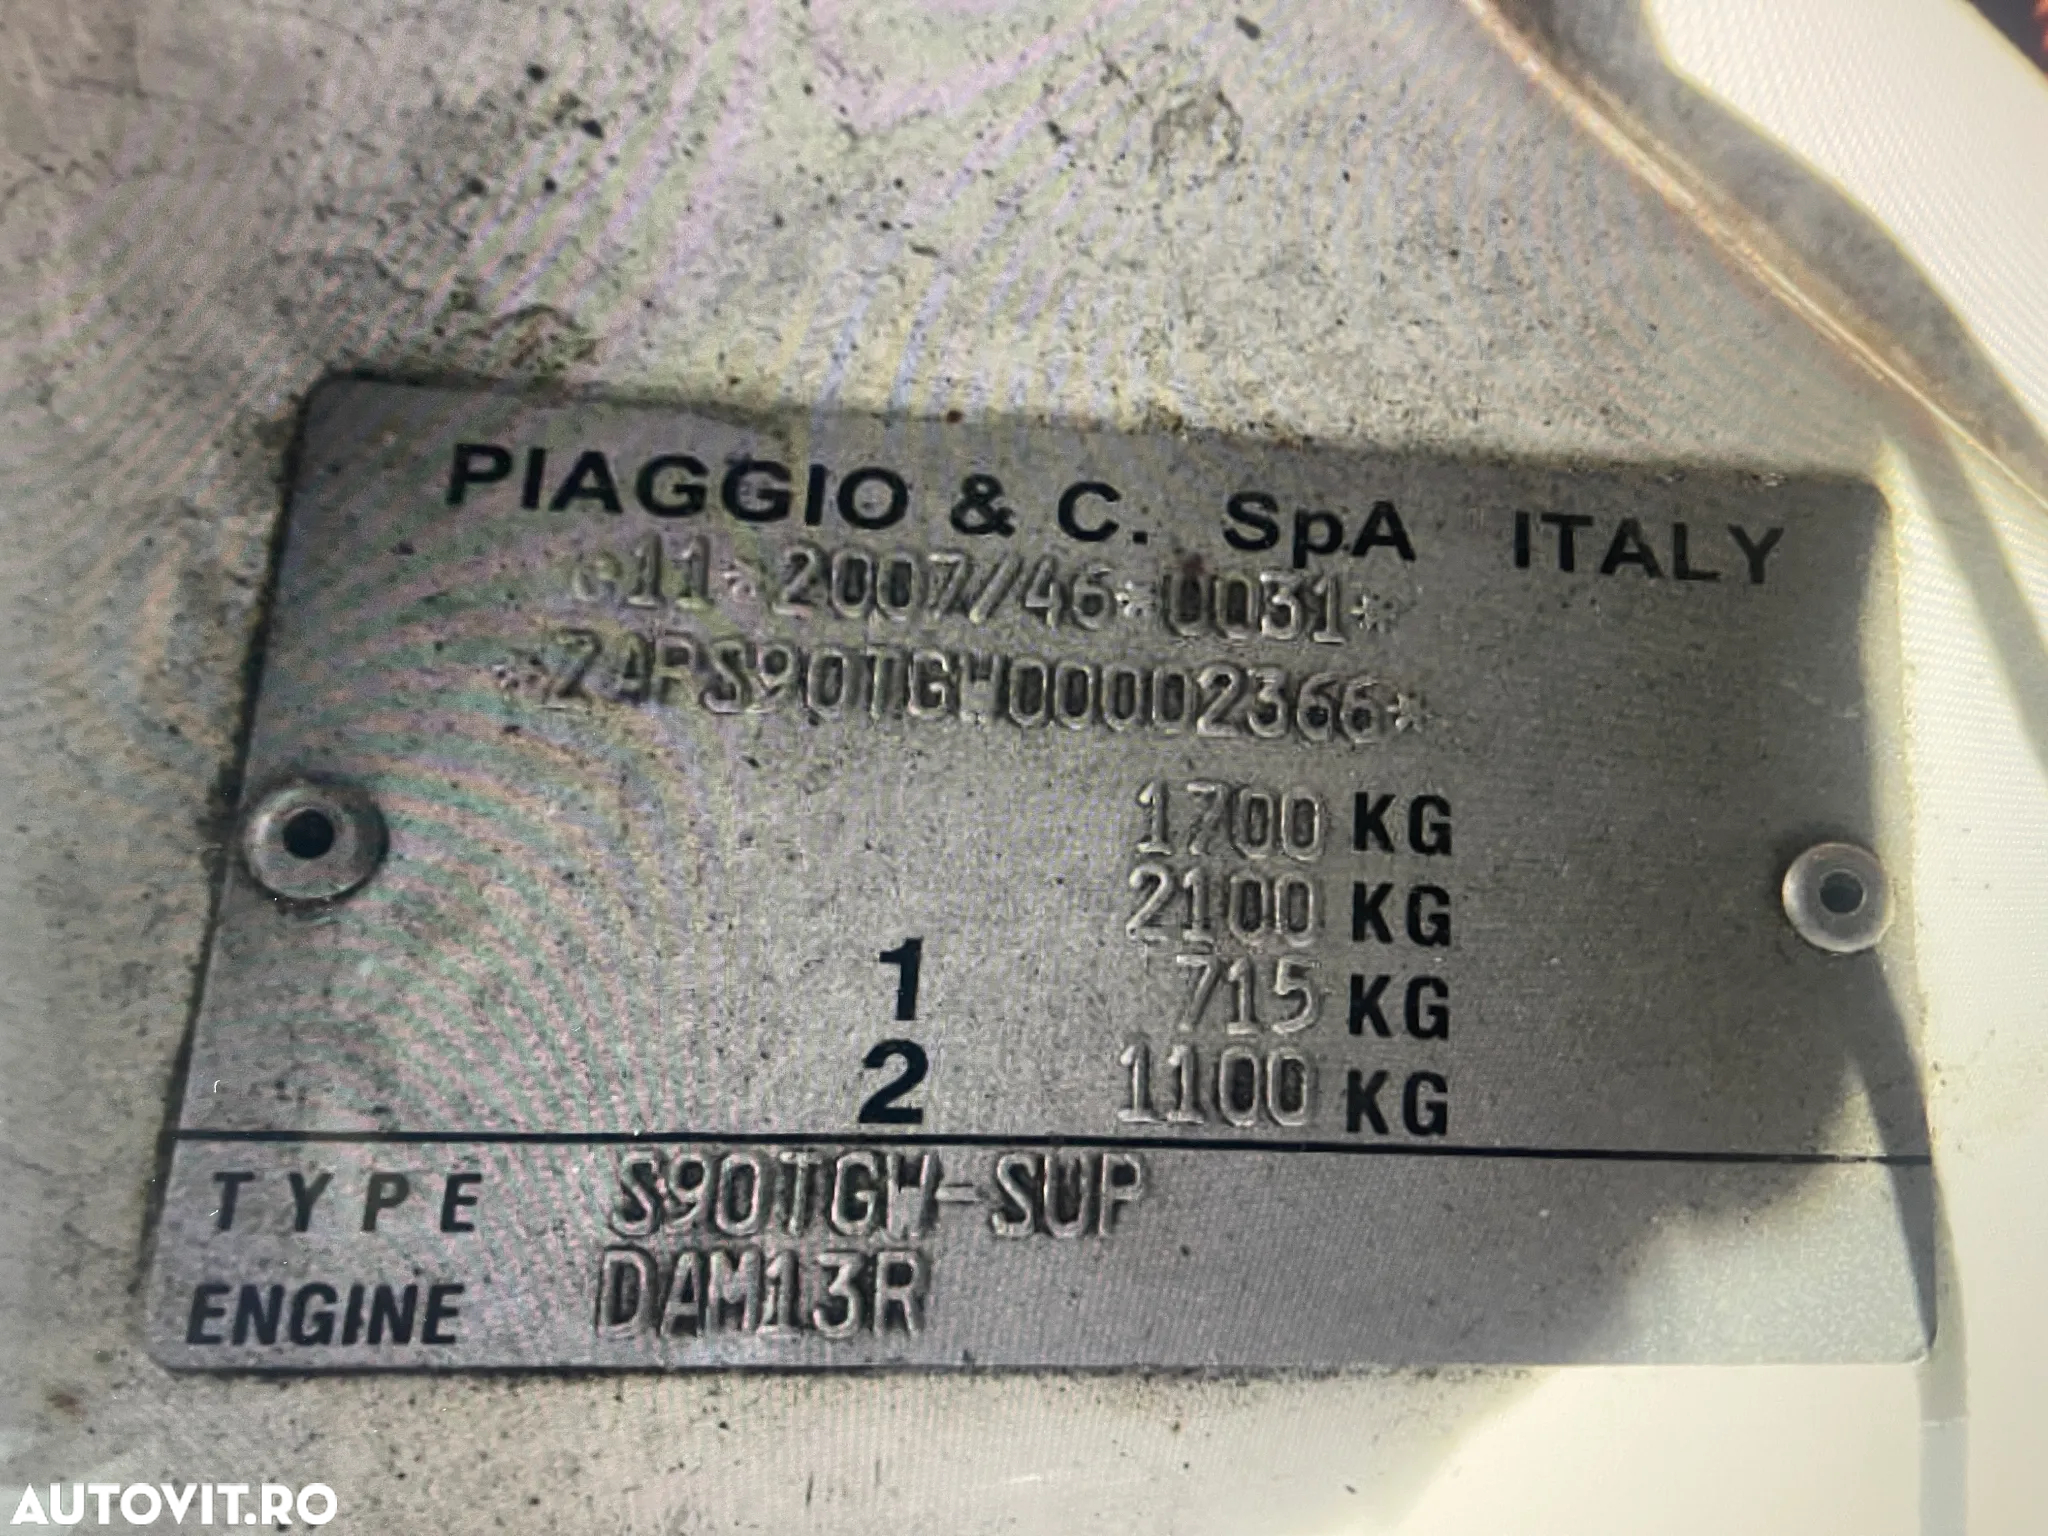 PIAGGIO & C. SpA ITALY
e11*2007/46*0031*
*ZAPS90TGW00002366*
1700 KG
2100 KG
1 715 KG
2 1100 KG
TYPE S90TGW-SUP
ENGINE DAM13R
AUTOVIT.RO